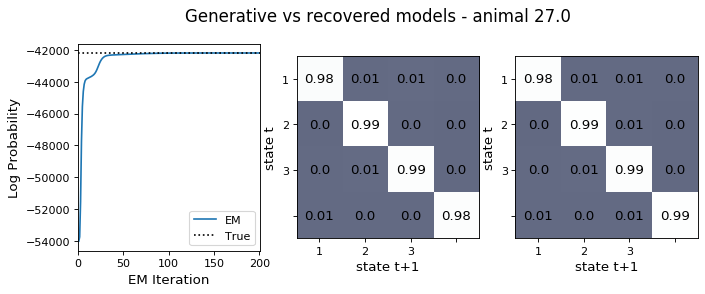 Generative vs recovered models - animal 27.0
Log Probability
−42000
−44000
−46000
−48000
−50000
−52000
−54000
0 50 100 150 200
EM Iteration
EM
True
state t
1 0.98 0.01 0.01 0.0
2 0.0 0.99 0.0 0.0
3 0.0 0.01 0.99 0.0
0.01 0.0 0.0 0.98
1 2 3
state t+1
state t
1 0.98 0.01 0.01 0.0
2 0.0 0.99 0.01 0.0
3 0.0 0.01 0.99 0.0
0.01 0.0 0.01 0.99
1 2 3
state t+1